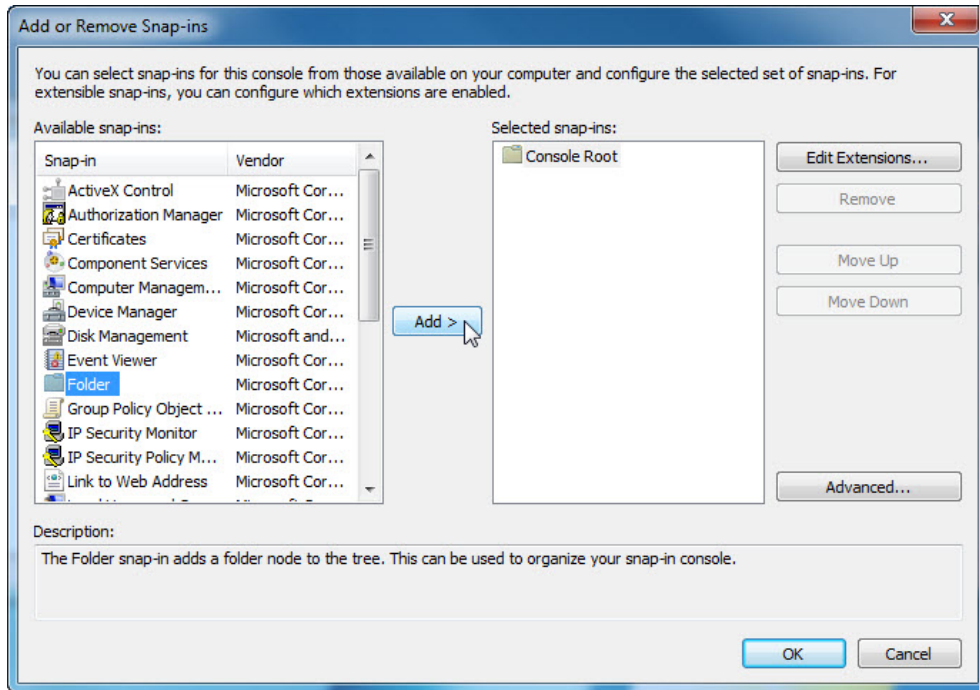 Add or Remove Snap-ins
You can select snap-ins for this console from those available on your computer and configure the selected set of snap-ins. For
extensible snap-ins, you can configure which extensions are enabled.
Available snap-ins:
Snap-in Vendor
ActiveX Control Microsoft Cor...
Authorization Manager Microsoft Cor...
Certificates Microsoft Cor...
Component Services Microsoft Cor...
Computer Managem... Microsoft Cor...
Device Manager Microsoft Cor...
Disk Management Microsoft and...
Event Viewer Microsoft Cor...
Folder Microsoft Cor...
Group Policy Object ... Microsoft Cor...
IP Security Monitor Microsoft Cor...
IP Security Policy M... Microsoft Cor...
Link to Web Address Microsoft Cor...
Add >
Selected snap-ins:
Console Root
Edit Extensions...
Remove
Move Up
Move Down
Advanced...
Description:
The Folder snap-in adds a folder node to the tree. This can be used to organize your snap-in console.
OK
Cancel